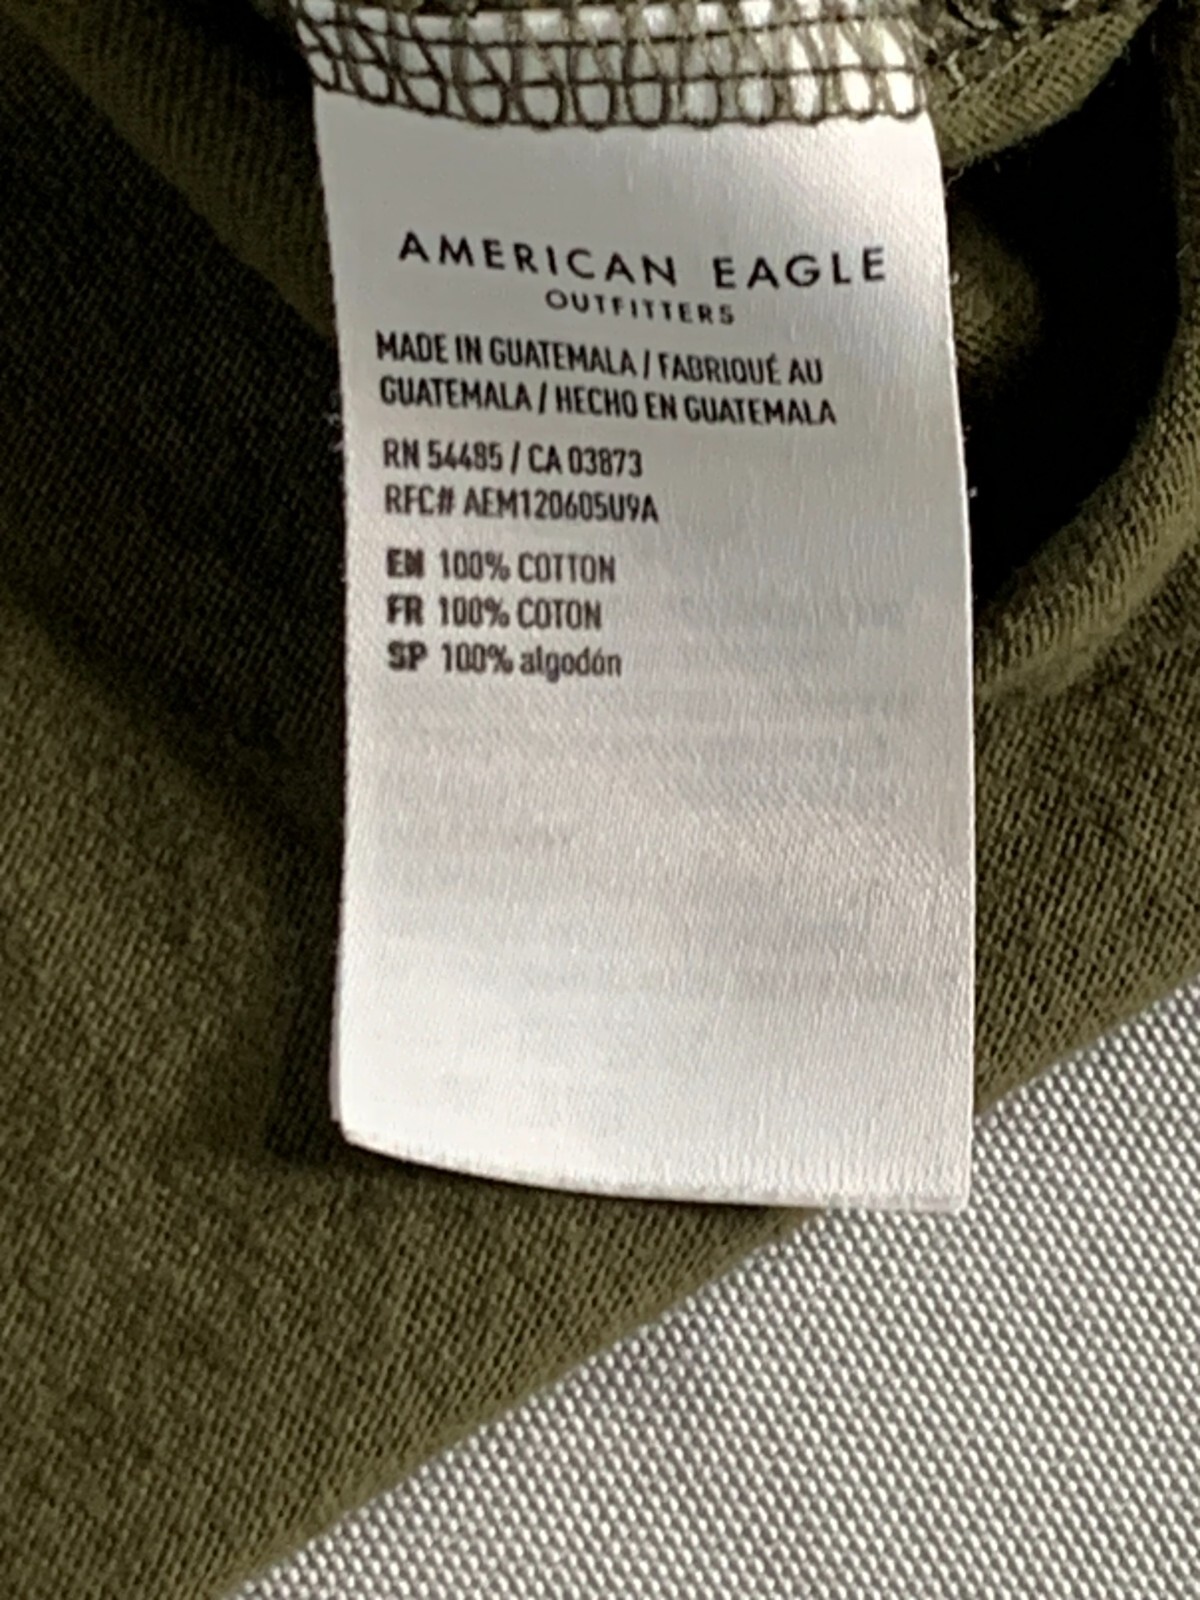 AMERICAN EAGLE
OUTFITTERS
MADE IN GUATEMALA / FABRIQUÉ AU
GUATEMALA / HECHO EN GUATEMALA
RN 54485 / CA 03873
RFC# AEM120605U9A
EN 100% COTTON
FR 100% COTON
SP 100% algodón